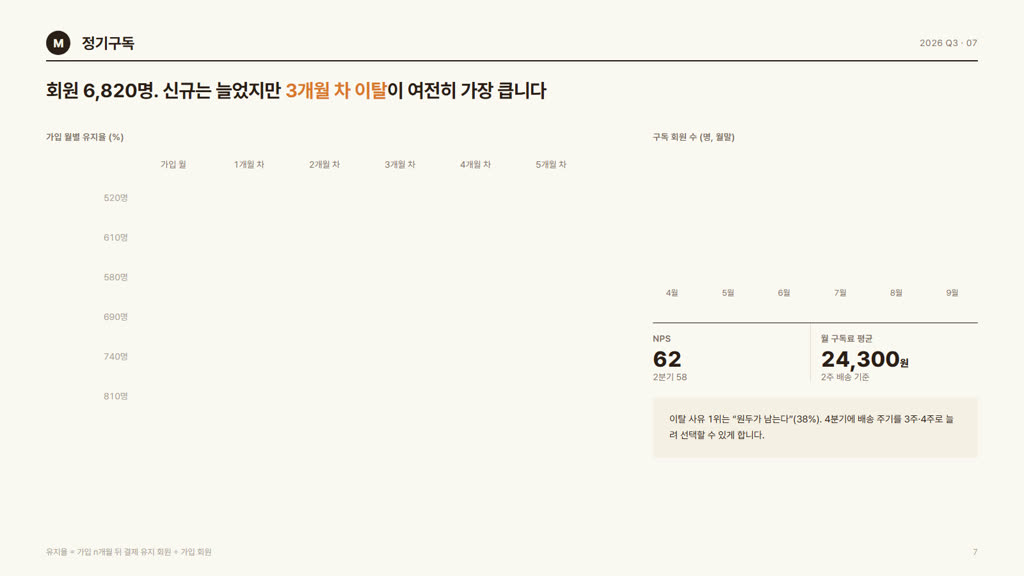 M 정기구독
2026 Q3 · 07
회원 6,820명. 신규는 늘었지만 3개월 차 이탈이 여전히 가장 큽니다
가입 월별 유지율 (%)
가입 월 1개월 차 2개월 차 3개월 차 4개월 차 5개월 차
520명
610명
580명
690명
740명
810명
구독 회원 수 (명, 월말)
4월 5월 6월 7월 8월 9월
NPS
62
2분기 58
월 구독료 평균
24,300원
2주 배송 기준
이탈 사유 1위는 “원두가 남는다”(38%). 4분기에 배송 주기를 3주·4주로 늘
려 선택할 수 있게 합니다.
유지율 = 가입 n개월 뒤 결제 유지 회원 ÷ 가입 회원
7